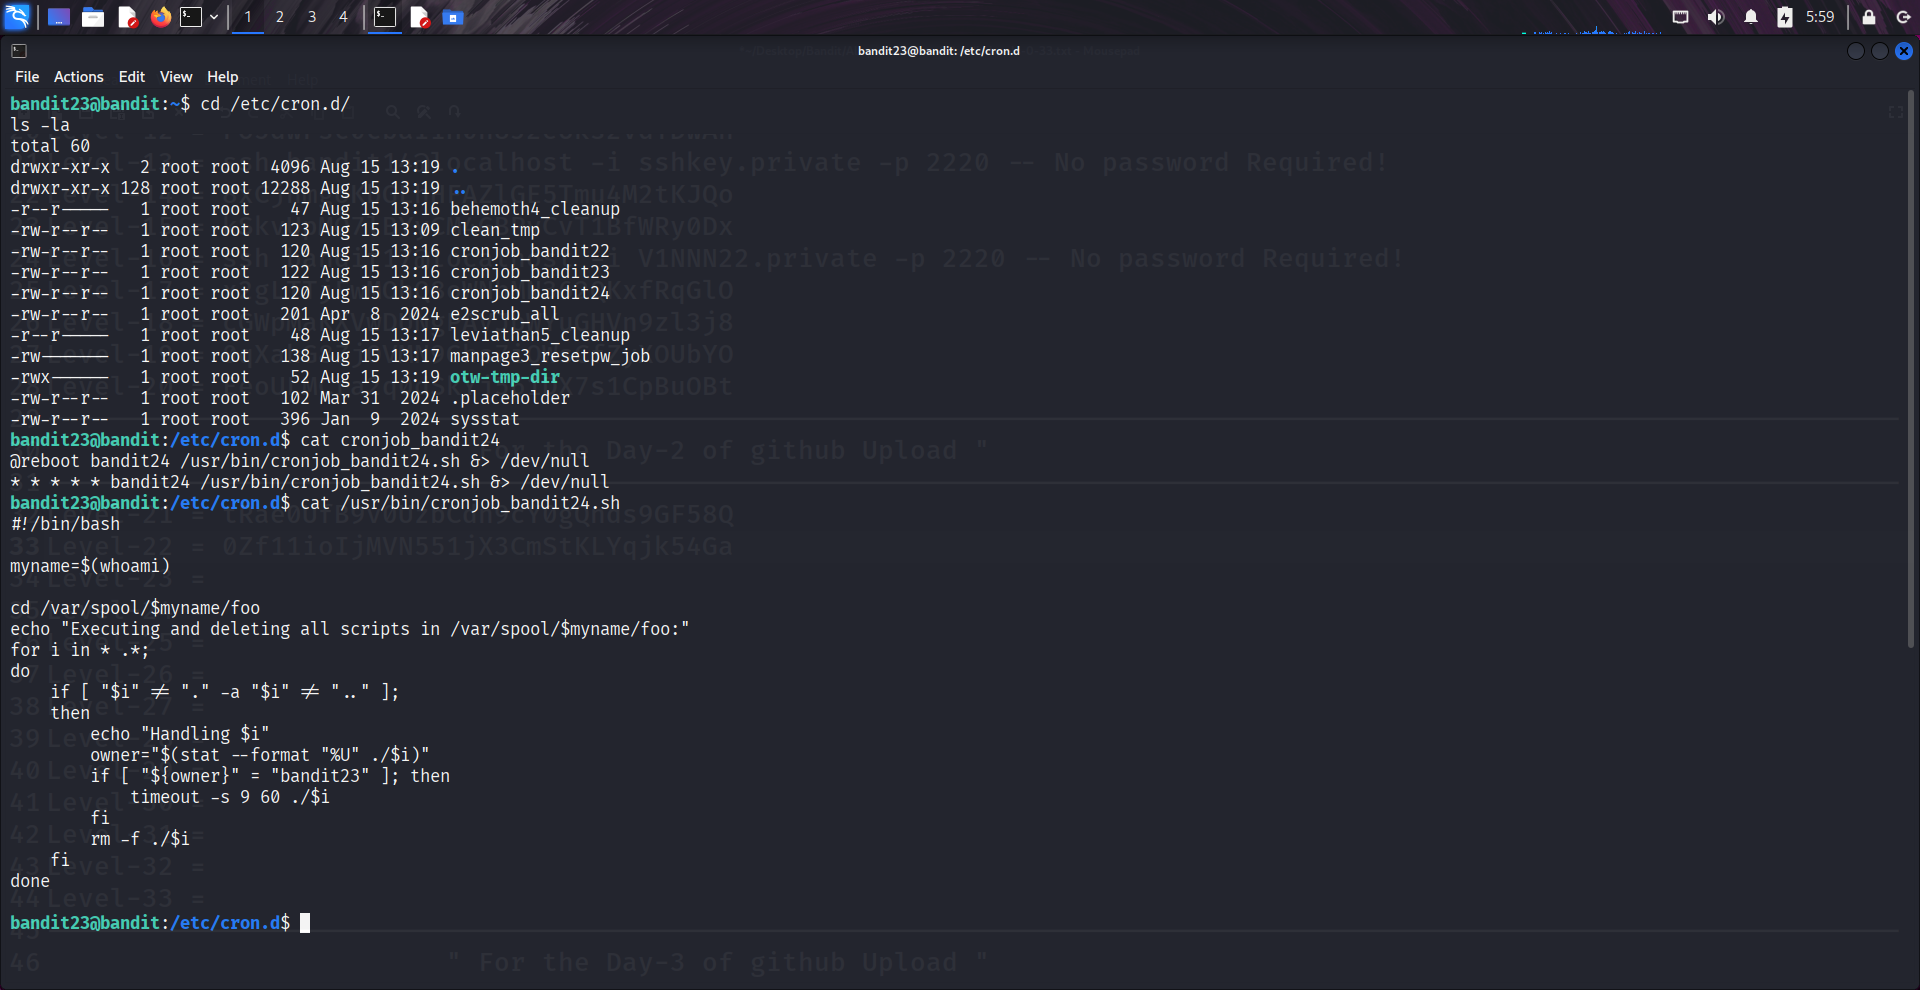 1 2 3 4 5:59
bandit23@bandit: /etc/cron.d
File Actions Edit View Help
bandit23@bandit:~$ cd /etc/cron.d/
ls -la
total 60
drwxr-xr-x 2 root root 4096 Aug 15 13:19 .
drwxr-xr-x 128 root root 12288 Aug 15 13:19 ..
-r--r----- 1 root root 47 Aug 15 13:16 behemoth4_cleanup
-rw-r--r-- 1 root root 123 Aug 15 13:09 clean_tmp
-rw-r--r-- 1 root root 120 Aug 15 13:16 cronjob_bandit22
-rw-r--r-- 1 root root 122 Aug 15 13:16 cronjob_bandit23
-rw-r--r-- 1 root root 120 Aug 15 13:16 cronjob_bandit24
-rw-r--r-- 1 root root 201 Apr 8 2024 e2scrub_all
-r--r----- 1 root root 48 Aug 15 13:17 leviathan5_cleanup
-rw------- 1 root root 138 Aug 15 13:17 manpage3_resetpw_job
-rwx------ 1 root root 52 Aug 15 13:19 otw-tmp-dir
-rw-r--r-- 1 root root 102 Mar 31 2024 .placeholder
-rw-r--r-- 1 root root 396 Jan 9 2024 sysstat
bandit23@bandit:/etc/cron.d$ cat cronjob_bandit24
@reboot bandit24 /usr/bin/cronjob_bandit24.sh &> /dev/null
* * * * * bandit24 /usr/bin/cronjob_bandit24.sh &> /dev/null
bandit23@bandit:/etc/cron.d$ cat /usr/bin/cronjob_bandit24.sh
#!/bin/bash
myname=$(whoami)
cd /var/spool/$myname/foo
echo "Executing and deleting all scripts in /var/spool/$myname/foo:"
for i in * .*;
do
if [ "$i" != "." -a "$i" != ".." ];
then
echo "Handling $i"
owner="$(stat --format "%U" ./$i)"
if [ "${owner}" = "bandit23" ]; then
timeout -s 9 60 ./$i
fi
rm -f ./$i
fi
done
bandit23@bandit:/etc/cron.d$
46 " For the Day-3 of github Upload "